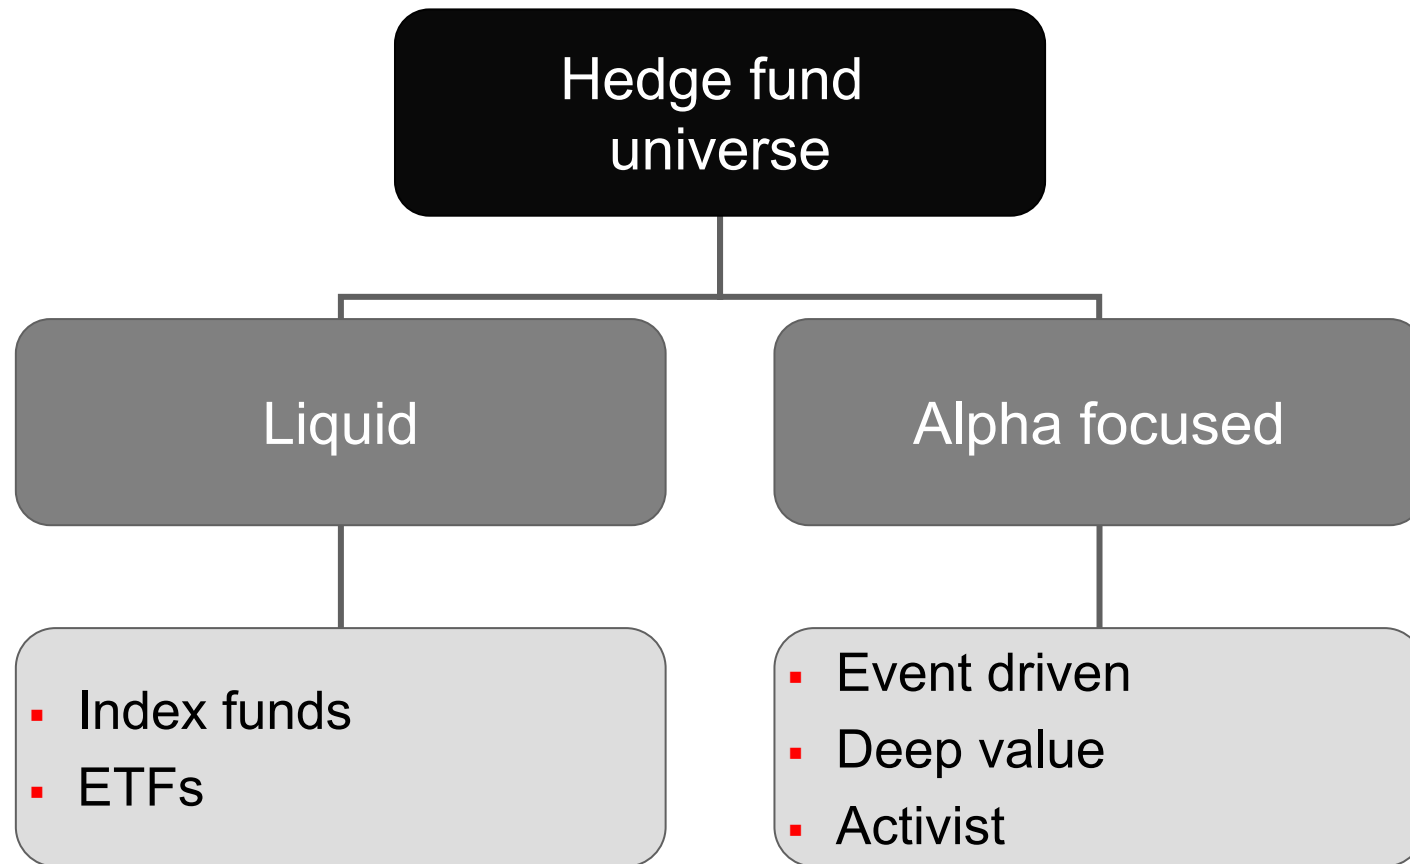 Hedge fund
universe
Liquid
Alpha focused
▪ Index funds
▪ ETFs
▪ Event driven
▪ Deep value
▪ Activist